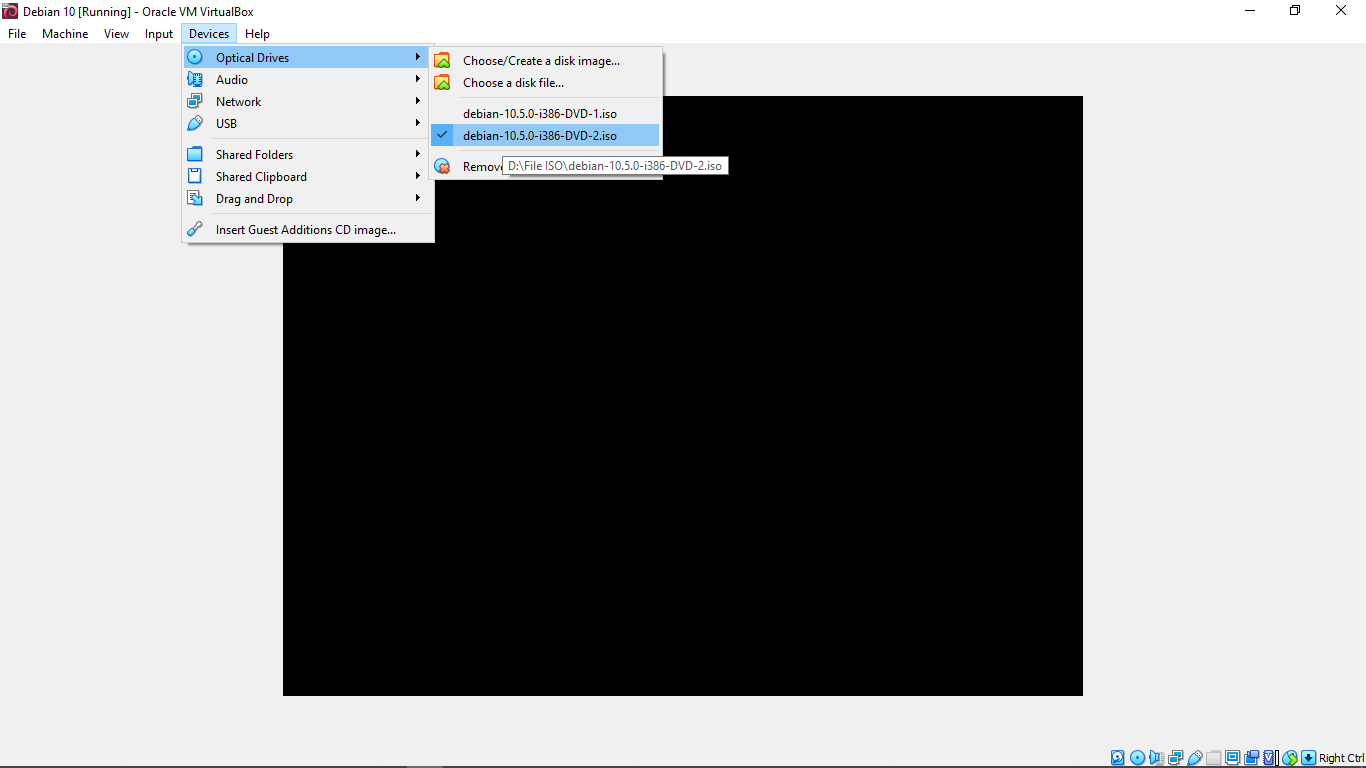 Debian 10 [Running] - Oracle VM VirtualBox
File Machine View Input Devices Help
Optical Drives
Audio
Network
USB
Shared Folders
Shared Clipboard
Drag and Drop
Insert Guest Additions CD image...
Choose/Create a disk image...
Choose a disk file...
debian-10.5.0-i386-DVD-1.iso
debian-10.5.0-i386-DVD-2.iso
D:\File ISO\debian-10.5.0-i386-DVD-2.iso
Right Ctrl